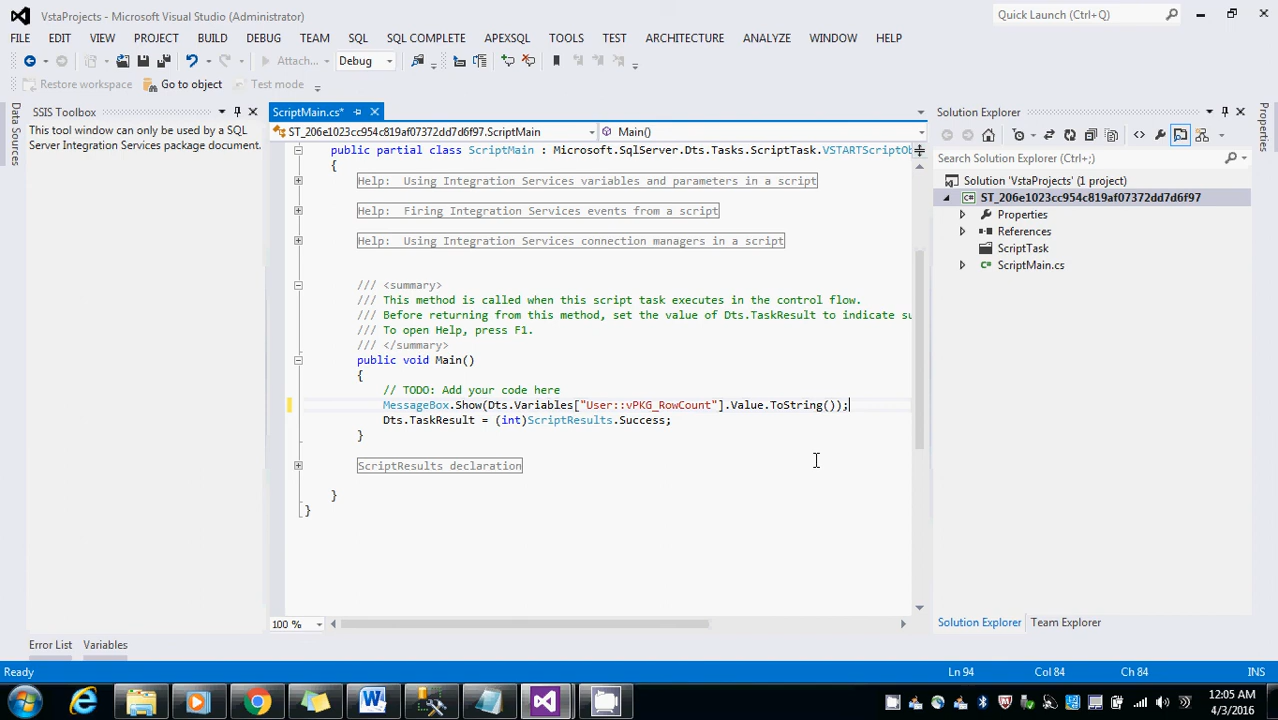 VstaProjects - Microsoft Visual Studio (Administrator)
Quick Launch (Ctrl+Q)
FILE EDIT VIEW PROJECT BUILD DEBUG TEAM SQL SQL COMPLETE APEXSQL TOOLS TEST ARCHITECTURE ANALYZE WINDOW HELP
Attach... Debug
Restore workspace Go to object Test mode
Data Sources
SSIS Toolbox
This tool window can only be used by a SQL
Server Integration Services package document.
ScriptMain.cs*
ST_206e1023cc954c819af07372dd7d6f97.ScriptMain Main()
public partial class ScriptMain : Microsoft.SqlServer.Dts.Tasks.ScriptTask.VSTARTScriptOb
{
Help: Using Integration Services variables and parameters in a script
Help: Firing Integration Services events from a script
Help: Using Integration Services connection managers in a script
/// <summary>
/// This method is called when this script task executes in the control flow.
/// Before returning from this method, set the value of Dts.TaskResult to indicate su
/// To open Help, press F1.
/// </summary>
public void Main()
{
// TODO: Add your code here
MessageBox.Show(Dts.Variables["User::vPKG_RowCount"].Value.ToString());
Dts.TaskResult = (int)ScriptResults.Success;
}
ScriptResults declaration
}
}
100 %
Solution Explorer
Search Solution Explorer (Ctrl+;)
Solution 'VstaProjects' (1 project)
ST_206e1023cc954c819af07372dd7d6f97
Properties
References
ScriptTask
ScriptMain.cs
Solution Explorer Team Explorer
Properties
Error List Variables
Ready Ln 94 Col 84 Ch 84 INS
12:05 AM
4/3/2016